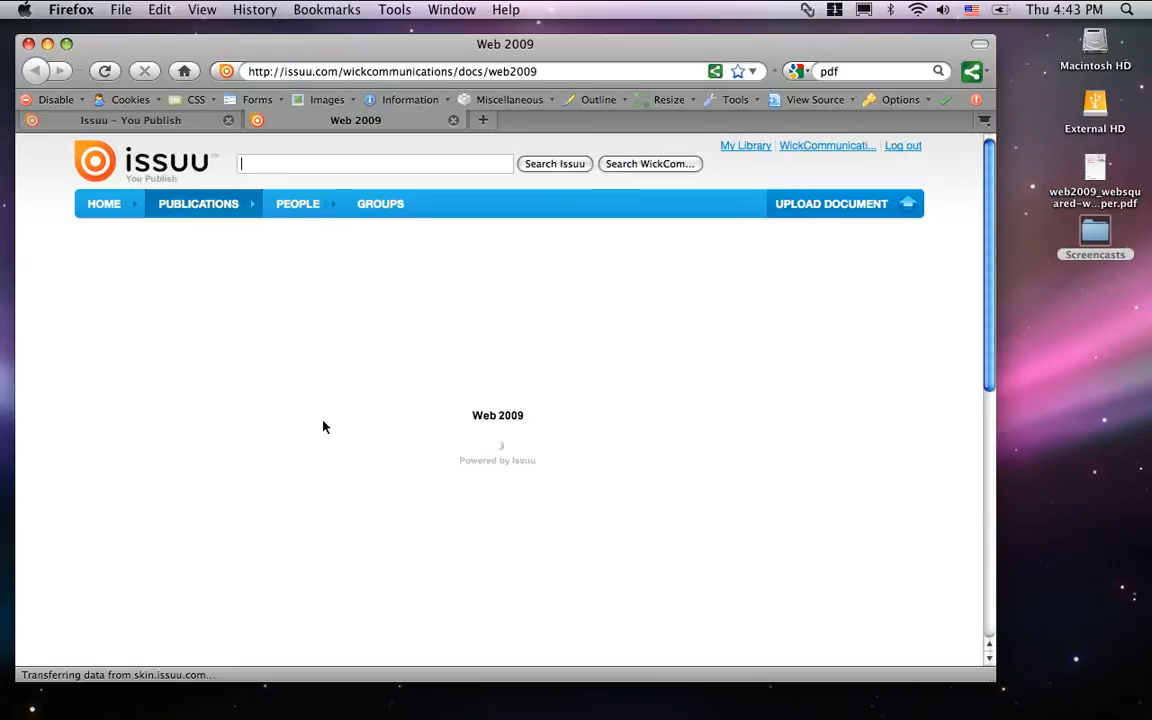 Firefox File Edit View History Bookmarks Tools Window Help Thu 4:43 PM
Web 2009
http://issuu.com/wickcommunications/docs/web2009 pdf
Disable Cookies CSS Forms Images Information Miscellaneous Outline Resize Tools View Source Options
Issuu - You Publish Web 2009
My Library WickCommunicati... Log out
issuu™ Search Issuu Search WickCom...
You Publish
HOME PUBLICATIONS PEOPLE GROUPS UPLOAD DOCUMENT
Web 2009
Powered by Issuu
Transferring data from skin.issuu.com...
Macintosh HD
External HD
web2009_websqu
ared-w...per.pdf
Screencasts